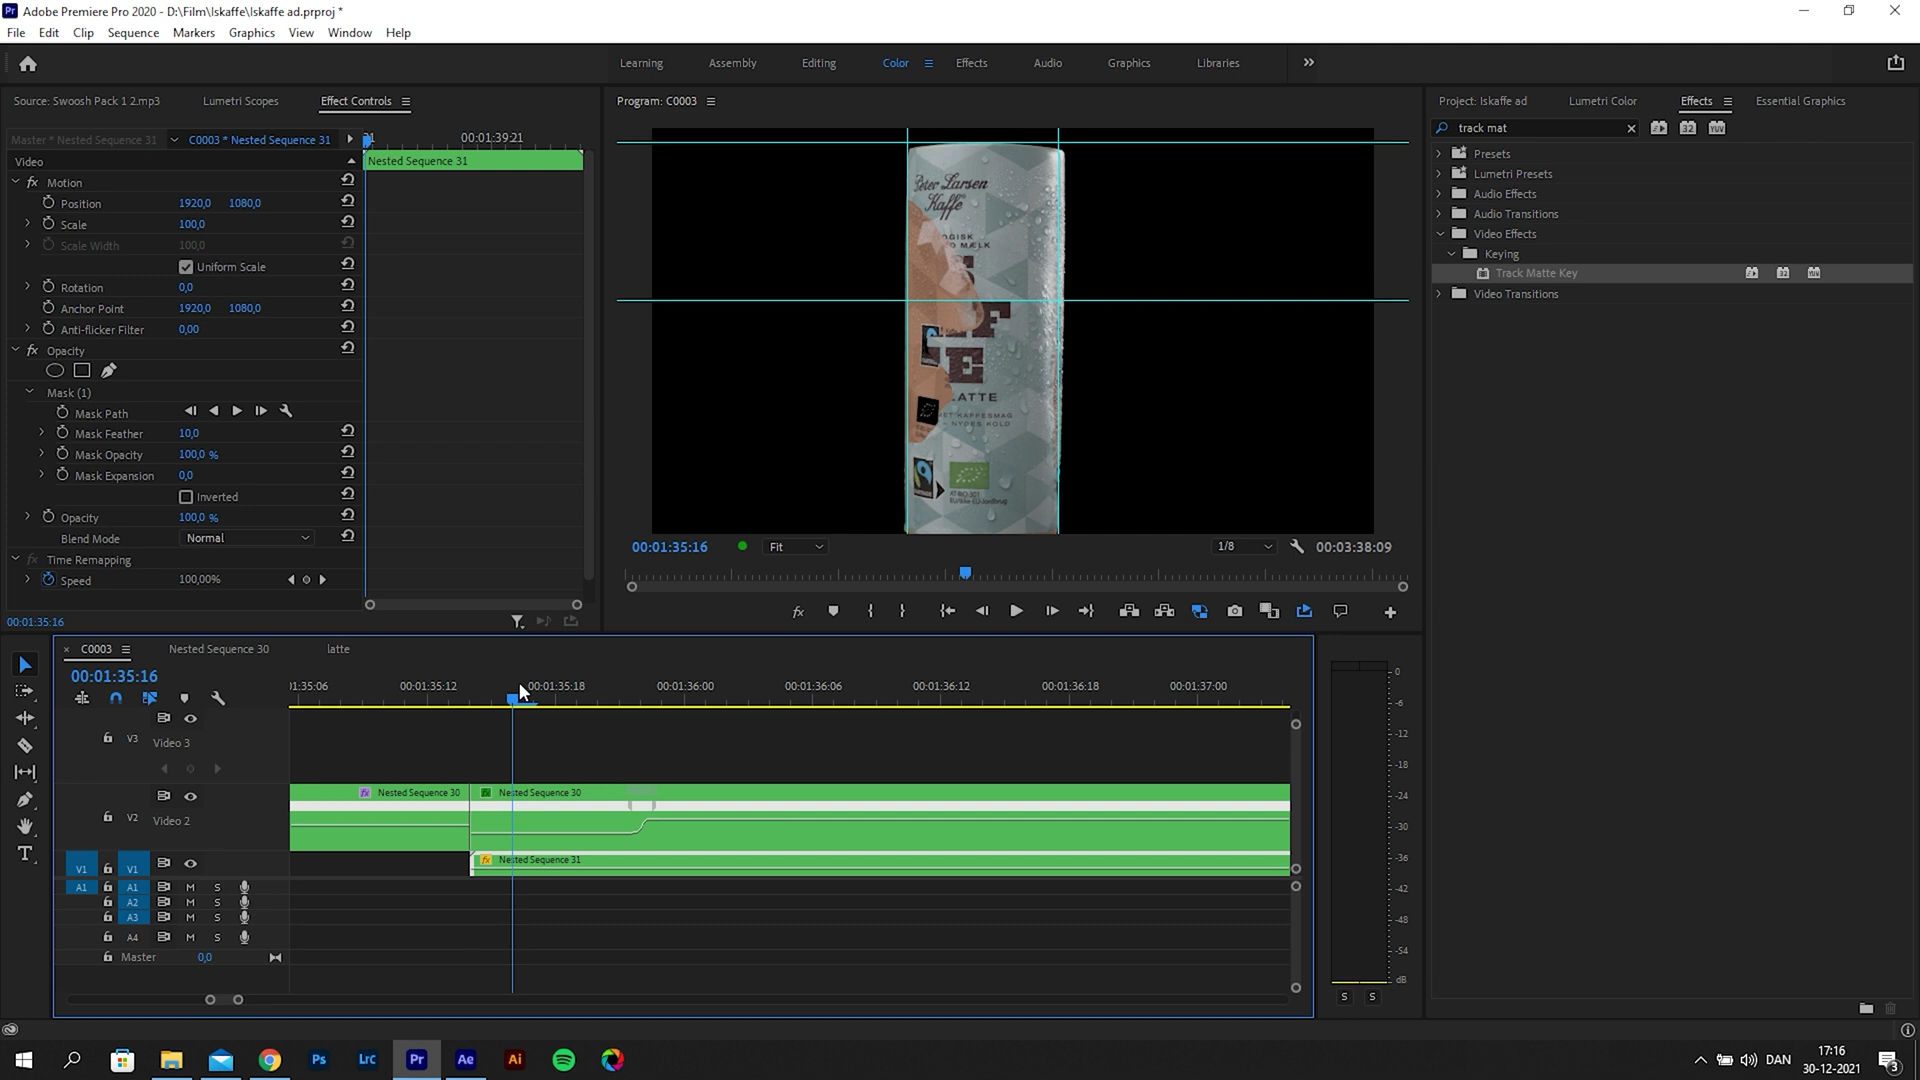 Adobe Premiere Pro 2020 - D:\Film\Iskaffe\Iskaffe ad.prproj *
File Edit Clip Sequence Markers Graphics View Window Help
Learning Assembly Editing Color Effects Audio Graphics Libraries
Source: Swoosh Pack 1 2.mp3 Lumetri Scopes Effect Controls
Program: C0003
Project: Iskaffe ad Lumetri Color Effects Essential Graphics
Master * Nested Sequence 31 C0003 * Nested Sequence 31
00:01:39:21
Video
Nested Sequence 31
Motion
Position 1920,0 1080,0
Scale 100,0
Scale Width 100,0
Uniform Scale
Rotation 0,0
Anchor Point 1920,0 1080,0
Anti-flicker Filter 0,00
Opacity
Mask (1)
Mask Path
Mask Feather 10,0
Mask Opacity 100,0 %
Mask Expansion 0,0
Inverted
Opacity 100,0 %
Blend Mode Normal
Time Remapping
Speed 100,00%
00:01:35:16
Peter Larsen
Kaffe
OGISK
MÆLK
F
E
LATTE
ET KAFFESMAG
– NYDES KOLD
00:01:35:16 Fit 1/8 00:03:38:09
track mat
Presets
Lumetri Presets
Audio Effects
Audio Transitions
Video Effects
Keying
Track Matte Key
Video Transitions
C0003 Nested Sequence 30 latte
00:01:35:16
:35:06 00:01:35:12 00:01:35:18 00:01:36:00 00:01:36:06 00:01:36:12 00:01:36:18 00:01:37:00
V3 Video 3
Nested Sequence 30 Nested Sequence 30
V2 Video 2
Nested Sequence 31
V1 V1
A1 A1 M S
A2 M S
A3 M S
A4 M S
Master 0,0
0
-6
-12
-18
-24
-30
-36
-42
-48
-54
dB
S S
Ps Lrc Pr Ae Ai
DAN
17:16
30-12-2021
3